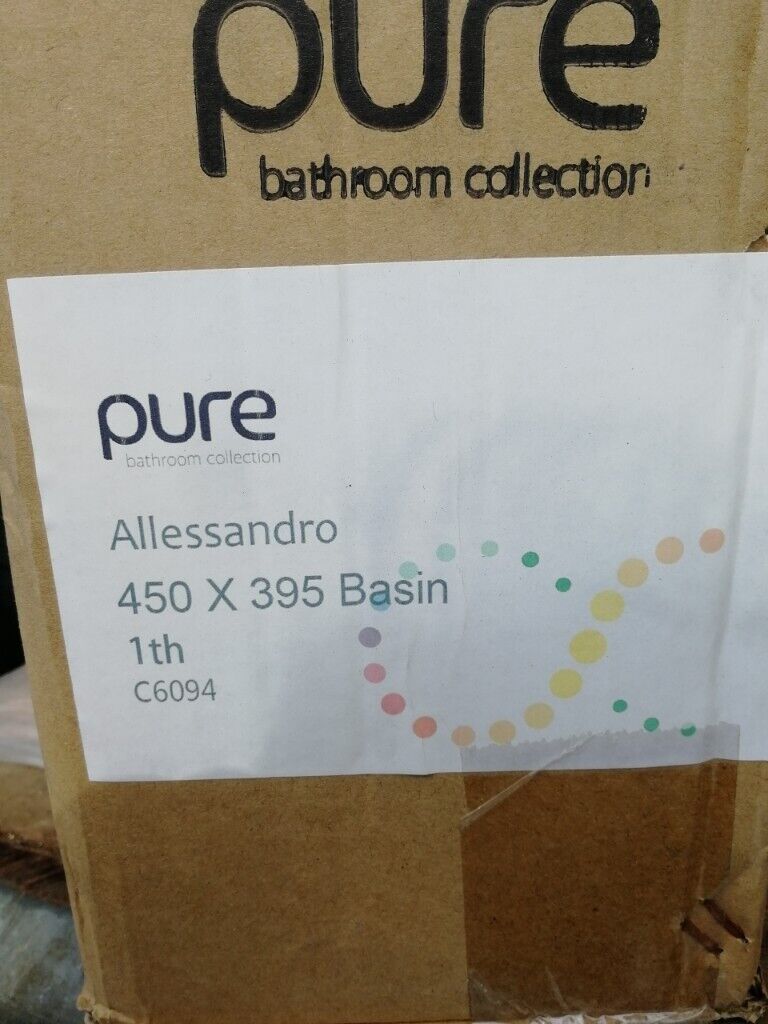 pure
bathroom collection
pure
bathroom collection
Allessandro
450 X 395 Basin
1th
C6094